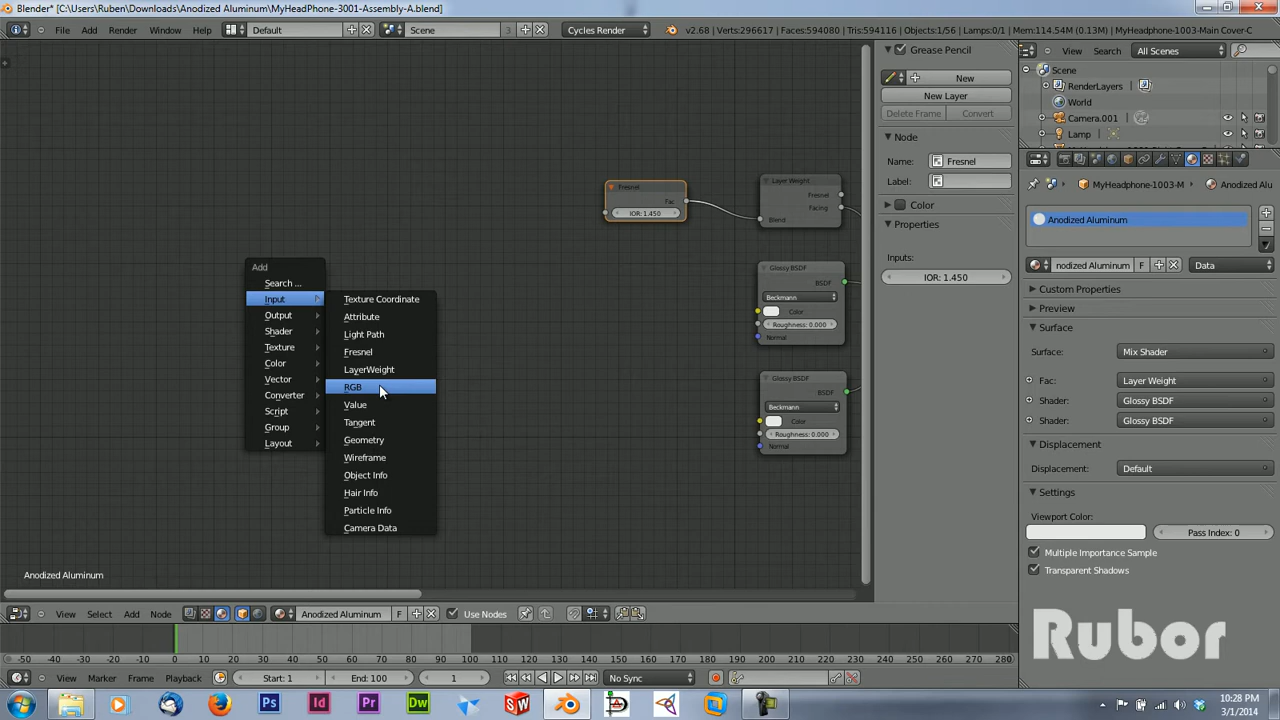 Blender* [C:\Users\Ruben\Downloads\Anodized Aluminum\MyHeadPhone-3001-Assembly-A.blend]
File Add Render Window Help Default Scene 3 Cycles Render v2.68 | Verts:296617 | Faces:594080 | Tris:594116 | Objects:1/56 | Lamps:0/1 | Mem:114.54M (0.13M) | MyHeadphone-1003-Main Cover-C
Grease Pencil
New
New Layer
Delete Frame Convert
Node
Name: Fresnel
Label:
Color
Properties
Inputs:
IOR: 1.450
View Search All Scenes
Scene
RenderLayers
World
Camera.001
Lamp
MyHeadphone-1003-M Anodized Alu
Anodized Aluminum
nodized Aluminum F Data
Custom Properties
Preview
Surface
Surface: Mix Shader
Fac: Layer Weight
Shader: Glossy BSDF
Shader: Glossy BSDF
Displacement
Displacement: Default
Settings
Viewport Color:
Pass Index: 0
Multiple Importance Sample
Transparent Shadows
Rubor
Fresnel
Fac
IOR: 1.450
Layer Weight
Fresnel
Facing
Blend
Glossy BSDF
BSDF
Beckmann
Color
Roughness: 0.000
Normal
Glossy BSDF
BSDF
Beckmann
Color
Roughness: 0.000
Normal
Add
Search ...
Input
Output
Shader
Texture
Color
Vector
Converter
Script
Group
Layout
Texture Coordinate
Attribute
Light Path
Fresnel
LayerWeight
RGB
Value
Tangent
Geometry
Wireframe
Object Info
Hair Info
Particle Info
Camera Data
Anodized Aluminum
View Select Add Node Anodized Aluminum F Use Nodes
-50 -40 -30 -20 -10 0 10 20 30 40 50 60 70 80 90 100 110 120 130 140 150 160 170 180 190 200 210 220 230 240 250 260 270 280
View Marker Frame Playback Start: 1 End: 100 1 No Sync
Ps Id Pr Dw SW
10:28 PM
3/1/2014